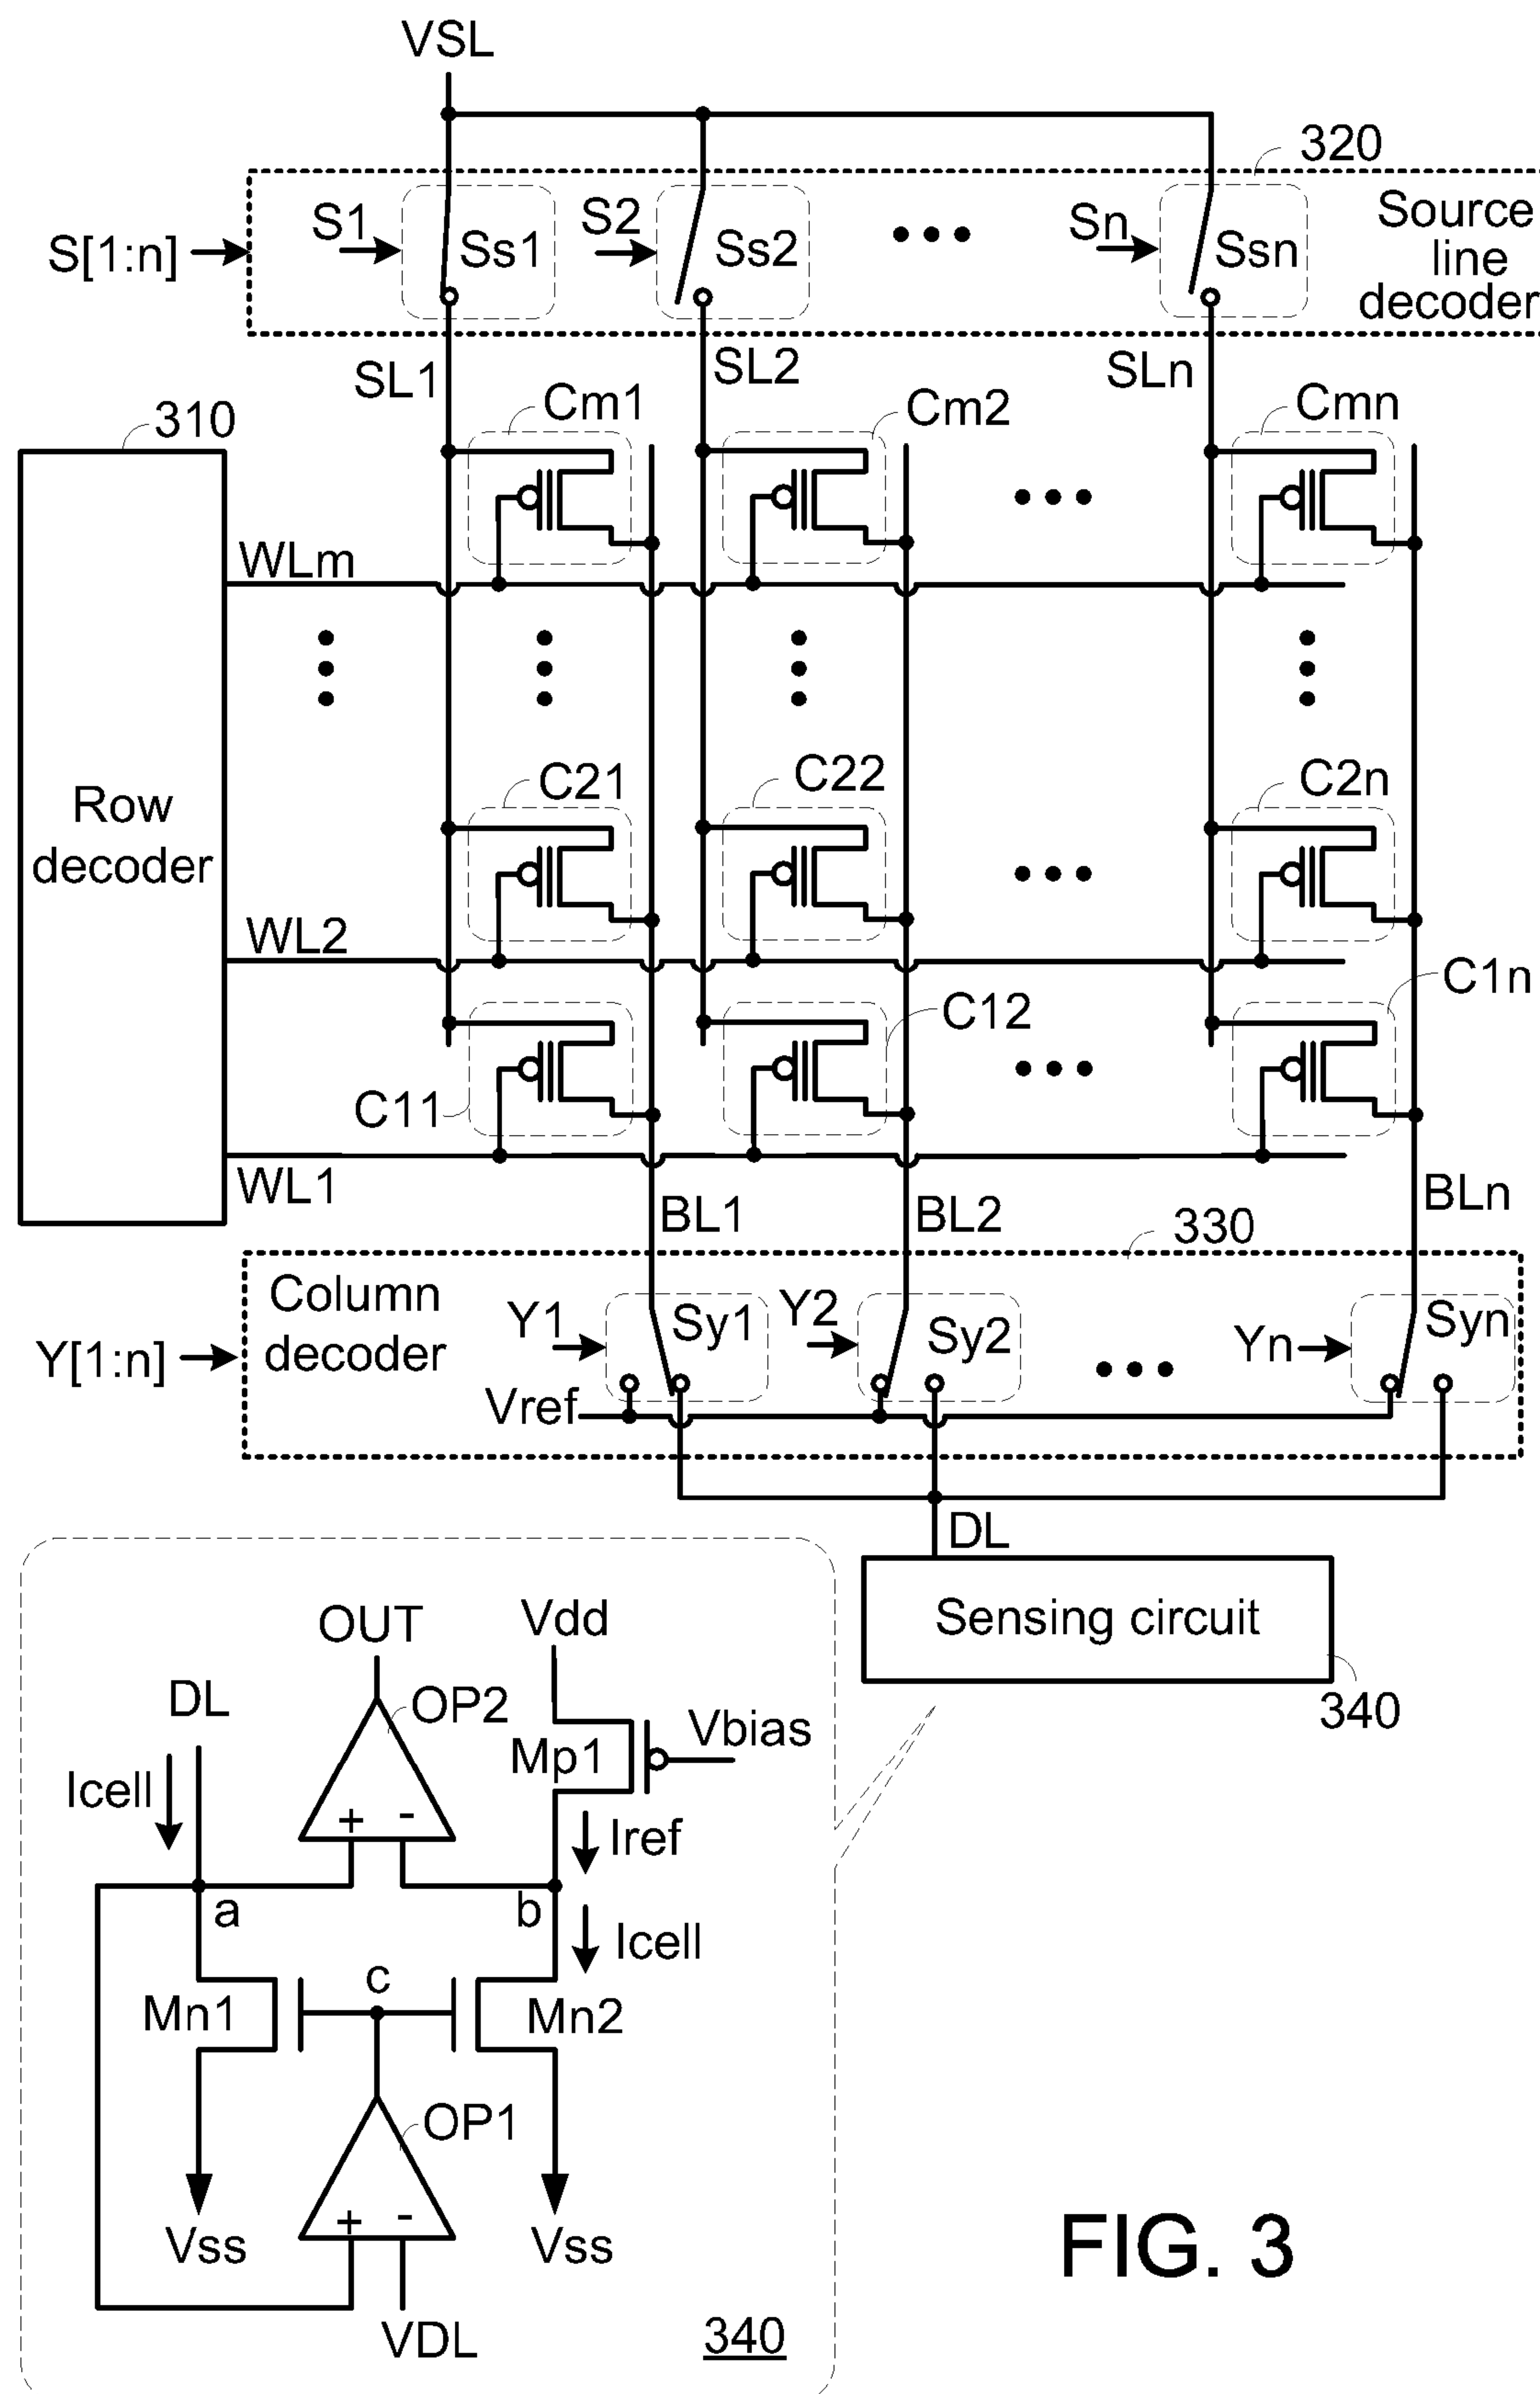 VSL
320
S[1:n]
S1
Ss1
S2
Ss2
Sn
Ssn
Source
line
decoder
SL1
SL2
SLn
310
Cm1
Cm2
Cmn
WLm
C21
C22
C2n
Row
decoder
WL2
C1n
C12
C11
WL1
BL1
BL2
BLn
330
Column
decoder
Y[1:n]
Y1
Sy1
Y2
Sy2
Yn
Syn
Vref
DL
Sensing circuit
340
OUT
Vdd
DL
OP2
Mp1
Vbias
Icell
+
-
Iref
a
b
Icell
c
Mn1
Mn2
OP1
Vss
+
-
Vss
VDL
340
FIG. 3